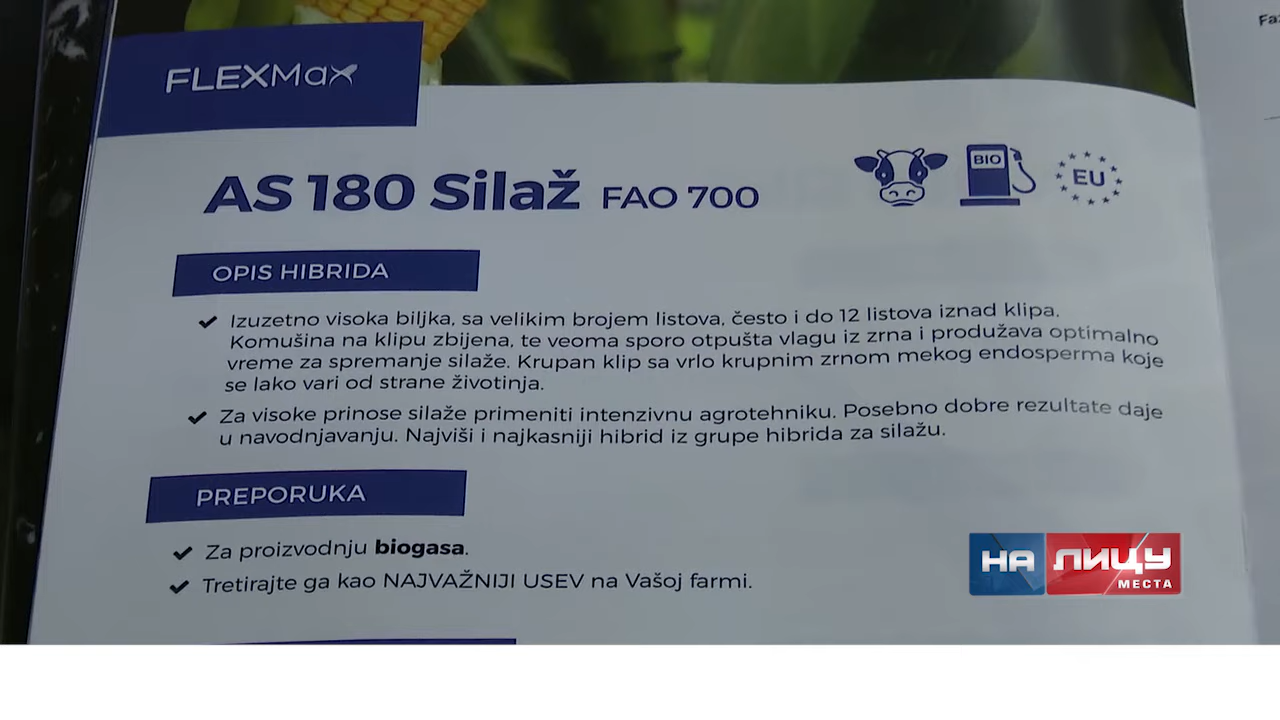 Fa
FLEXMax
AS 180 Silaž FAO 700
BIO
EU
OPIS HIBRIDA
Izuzetno visoka biljka, sa velikim brojem listova, često i do 12 listova iznad klipa.
Komušina na klipu zbijena, te veoma sporo otpušta vlagu iz zrna i produžava optimalno
vreme za spremanje silaže. Krupan klip sa vrlo krupnim zrnom mekog endosperma koje
se lako vari od strane životinja.
Za visoke prinose silaže primeniti intenzivnu agrotehniku. Posebno dobre rezultate daje
u navodnjavanju. Najviši i najkasniji hibrid iz grupe hibrida za silažu.
PREPORUKA
Za proizvodnju biogasa.
Tretirajte ga kao NAJVAŽNIJI USEV na Vašoj farmi.
НА ЛИЦУ
МЕСТА